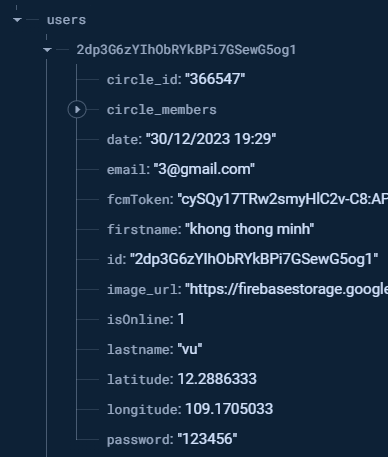 users
2dp3G6zYIhObRYkBPi7GSewG5og1
circle_id: "366547"
circle_members
date: "30/12/2023 19:29"
email: "3@gmail.com"
fcmToken: "cySQy17TRw2smyHlC2v-C8:AP
firstname: "khong thong minh"
id: "2dp3G6zYIhObRYkBPi7GSewG5og1"
image_url: "https://firebasestorage.google
isOnline: 1
lastname: "vu"
latitude: 12.2886333
longitude: 109.1705033
password: "123456"